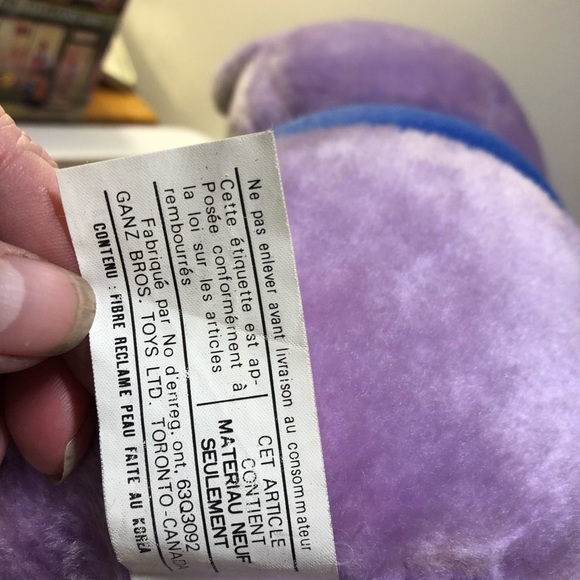 Ne pas enlever avant livraison au consommateur
Cette étiquette est ap-
Posée conformément à
la loi sur les articles
rembourrés
CET ARTICLE
CONTIENT
MATERIAU NEUF
SEULEMENT
Fabriqué par No d'enreg. ont, 63Q3092
GANZ BROS. TOYS LTD. TORONTO-CANADA
CONTENU : FIBRE RECLAME PEAU FAITE AU KOREA